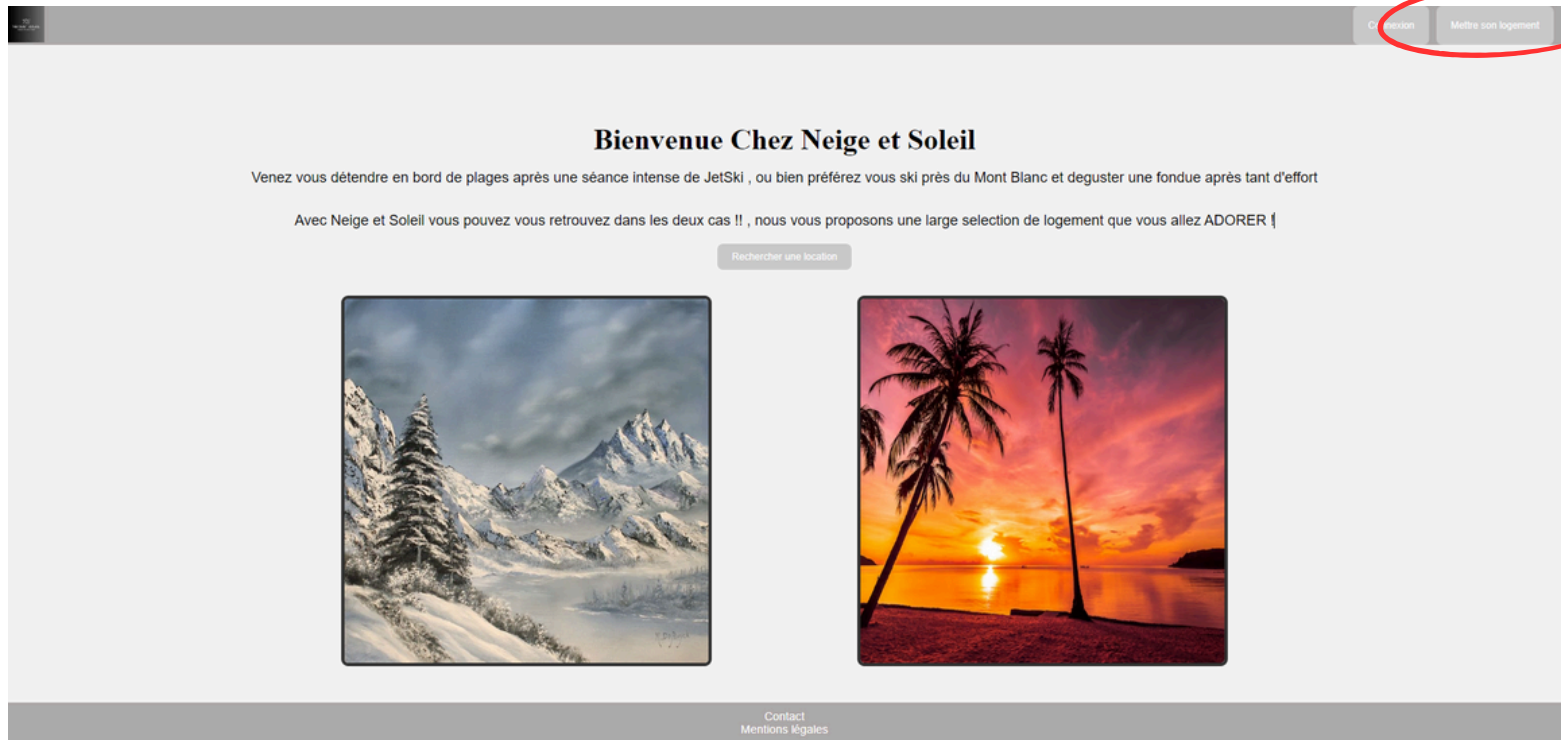 Connexion
Mettre son logement
Bienvenue Chez Neige et Soleil
Venez vous détendre en bord de plages après une séance intense de JetSki , ou bien préférez vous ski près du Mont Blanc et deguster une fondue après tant d'effort
Avec Neige et Soleil vous pouvez vous retrouvez dans les deux cas !! , nous vous proposons une large selection de logement que vous allez ADORER !
Rechercher une location
Contact
Mentions légales